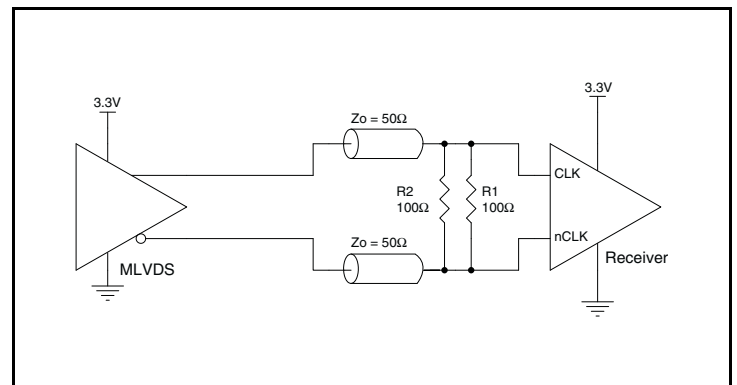 3.3V
3.3V
Zo = 50Ω
CLK
R2
100Ω
R1
100Ω
nCLK
Zo = 50Ω
MLVDS
Receiver